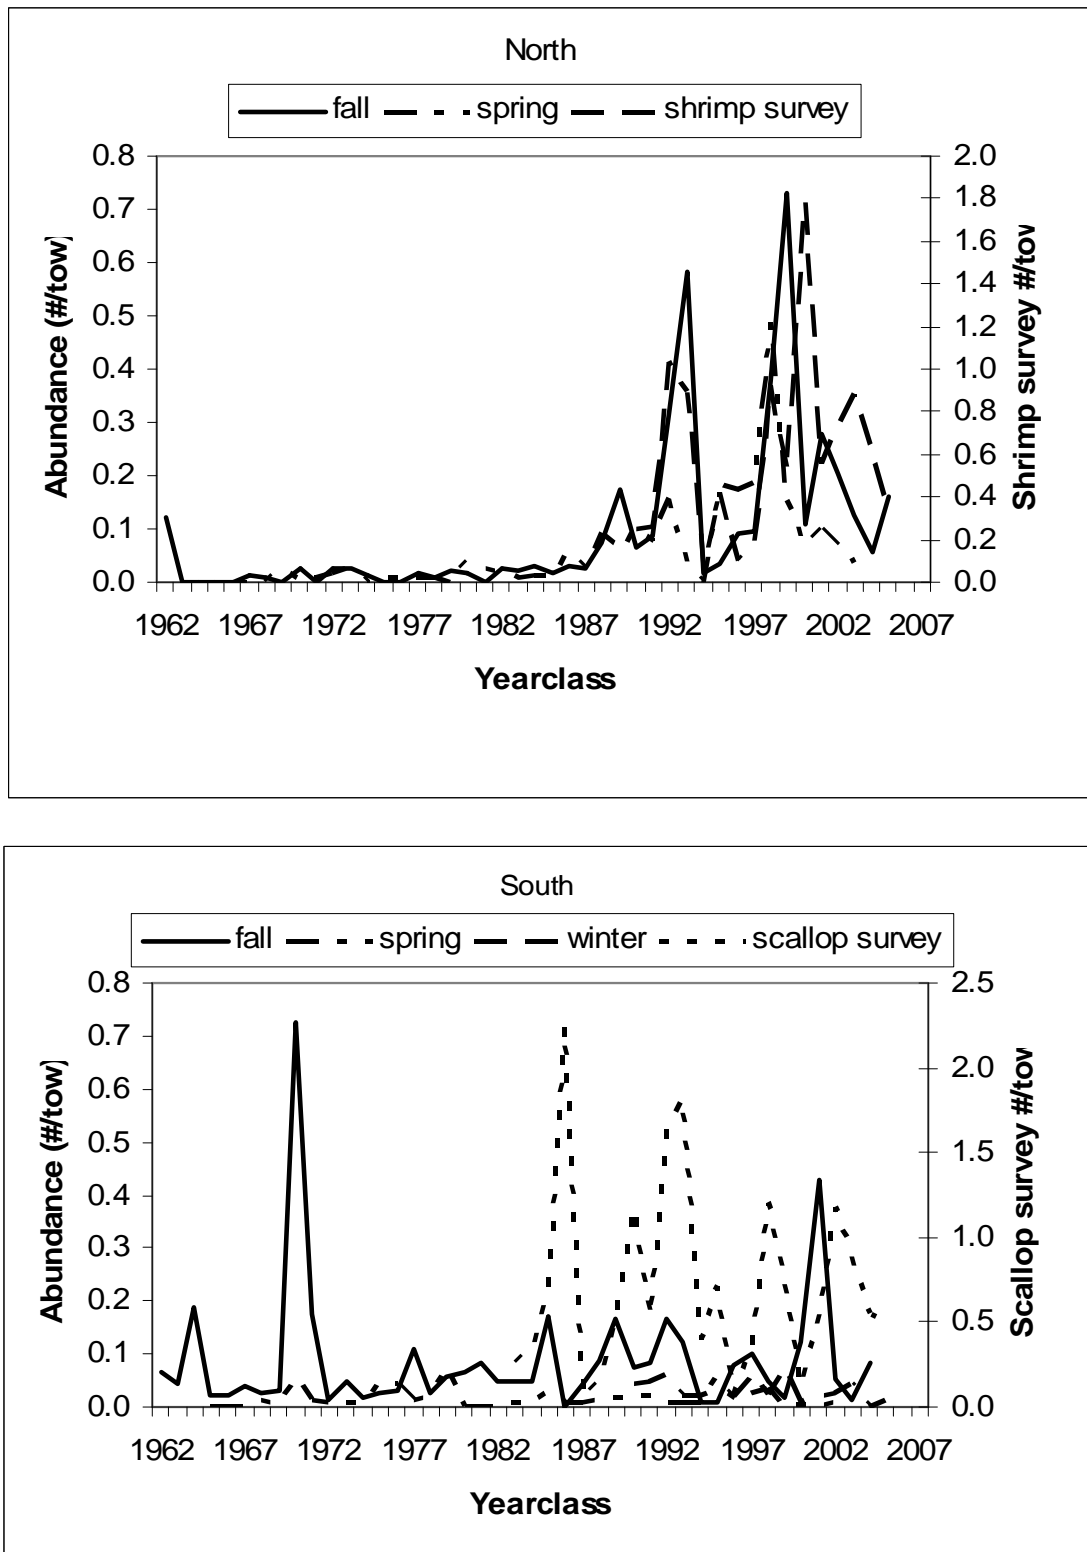 North
fall spring shrimp survey
0.8
0.7
0.6
0.5
0.4
0.3
0.2
0.1
0.0
Abundance (#/tow)
2.0
1.8
1.6
1.4
1.2
1.0
0.8
0.6
0.4
0.2
0.0
Shrimp survey #/tow
1962 1967 1972 1977 1982 1987 1992 1997 2002 2007
Yearclass
South
fall spring winter scallop survey
0.8
0.7
0.6
0.5
0.4
0.3
0.2
0.1
0.0
Abundance (#/tow)
2.5
2.0
1.5
1.0
0.5
0.0
Scallop survey #/tow
1962 1967 1972 1977 1982 1987 1992 1997 2002 2007
Yearclass